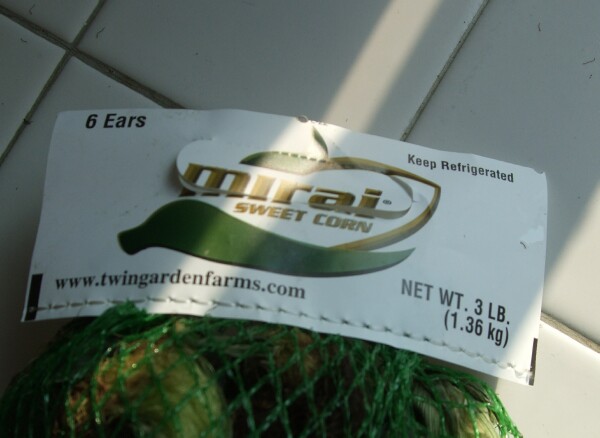 6 Ears
Keep Refrigerated
mirai
SWEET CORN
www.twingardenfarms.com
NET WT. 3 LB.
(1.36 kg)